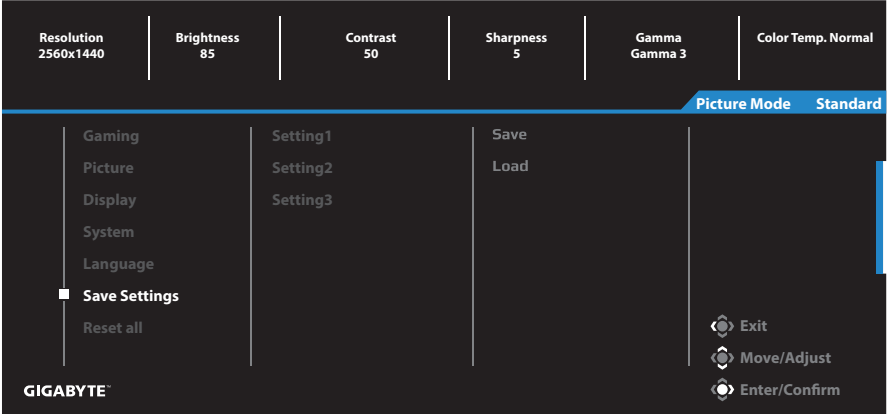 Resolution
2560x1440
Brightness
85
Contrast
50
Sharpness
5
Gamma
Gamma 3
Color Temp. Normal
Picture Mode Standard
Gaming
Picture
Display
System
Language
Save Settings
Reset all
Setting1
Setting2
Setting3
Save
Load
Exit
Move/Adjust
Enter/Confirm
GIGABYTE™